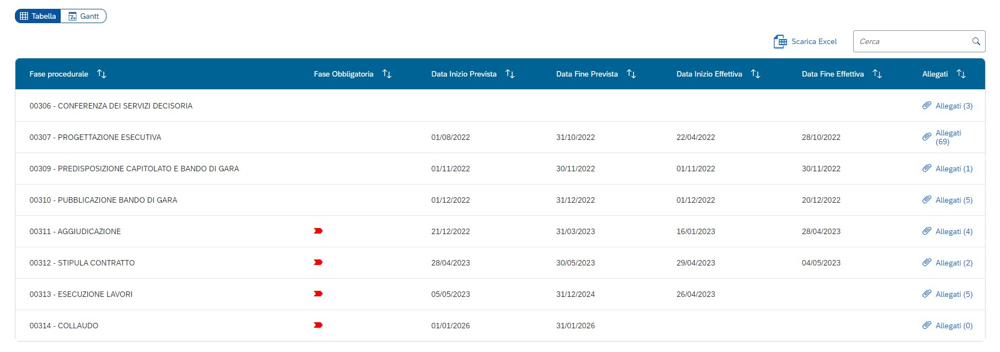 Tabella Gantt
Scarica Excel Cerca
Fase procedurale Fase Obbligatoria Data Inizio Prevista Data Fine Prevista Data Inizio Effettiva Data Fine Effettiva Allegati
00306 - CONFERENZA DEI SERVIZI DECISORIA Allegati (3)
00307 - PROGETTAZIONE ESECUTIVA 01/08/2022 31/10/2022 22/04/2022 28/10/2022 Allegati (69)
00309 - PREDISPOSIZIONE CAPITOLATO E BANDO DI GARA 01/11/2022 30/11/2022 01/11/2022 30/11/2022 Allegati (1)
00310 - PUBBLICAZIONE BANDO DI GARA 01/12/2022 31/12/2022 01/12/2022 20/12/2022 Allegati (5)
00311 - AGGIUDICAZIONE 21/12/2022 31/03/2023 16/01/2023 28/04/2023 Allegati (4)
00312 - STIPULA CONTRATTO 28/04/2023 30/05/2023 29/04/2023 04/05/2023 Allegati (2)
00313 - ESECUZIONE LAVORI 05/05/2023 31/12/2024 26/04/2023 Allegati (5)
00314 - COLLAUDO 01/01/2026 31/01/2026 Allegati (0)